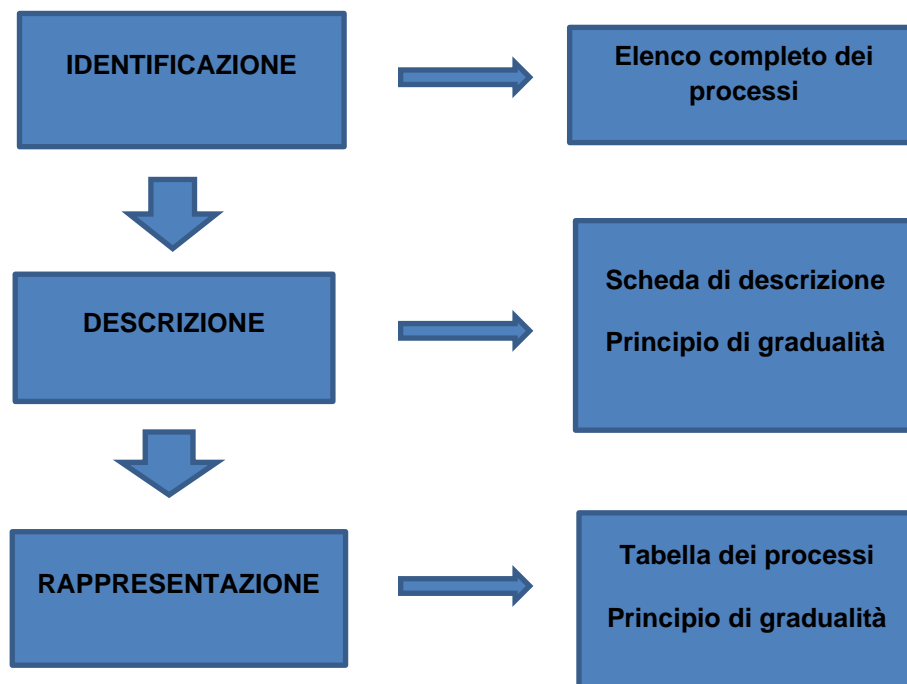 IDENTIFICAZIONE
Elenco completo dei
processi
DESCRIZIONE
Scheda di descrizione
Principio di gradualità
RAPPRESENTAZIONE
Tabella dei processi
Principio di gradualità